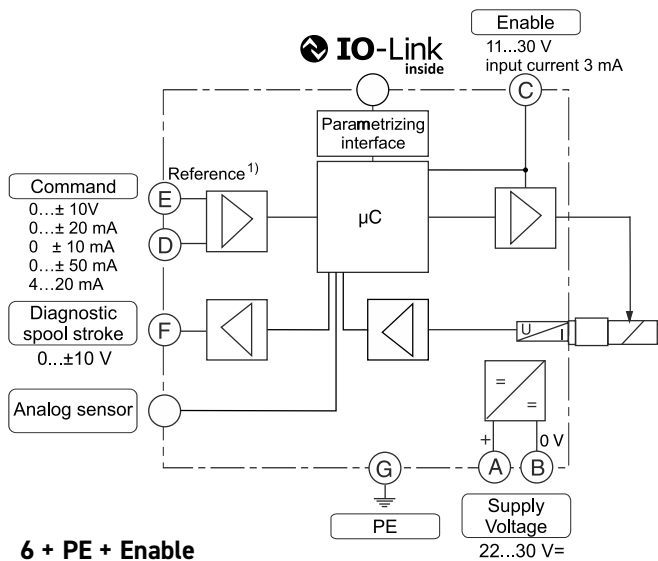 Enable
11...30 V
input current 3 mA
IO-Link
inside
C
Parametrizing
interface
Reference 1)
Command
0...± 10V
0...± 20 mA
0 ± 10 mA
0...± 50 mA
4...20 mA
E
D
µC
Diagnostic
spool stroke
0...±10 V
F
U
I
Analog sensor
=
=
+
0 V
G
A
B
PE
Supply
Voltage
22...30 V=
6 + PE + Enable